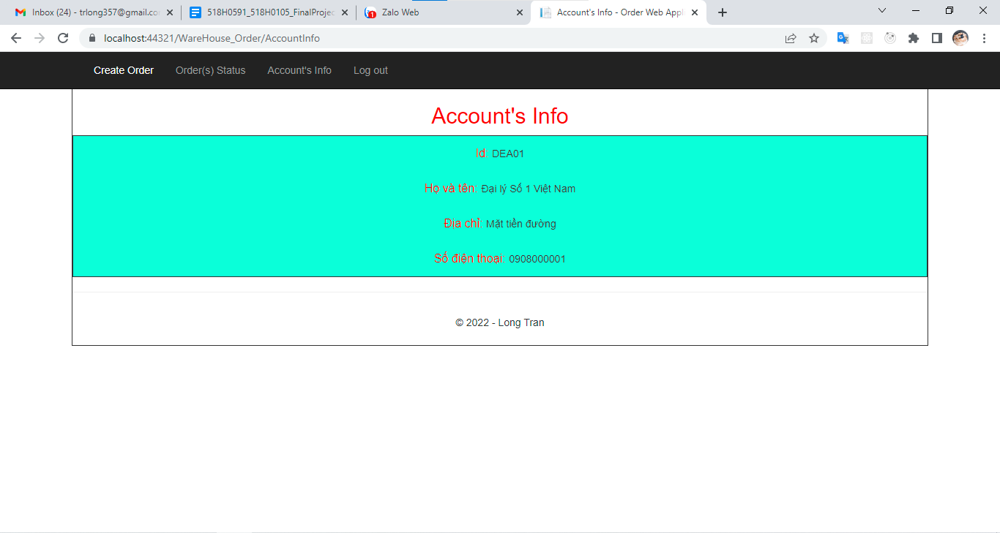 Inbox (24) - trlong357@gmail.co
518H0591_518H0105_FinalProjec
1
Zalo Web
Account's Info - Order Web Appl
localhost:44321/WareHouse_Order/AccountInfo
Create Order Order(s) Status Account's Info Log out
Account's Info
Id: DEA01
Họ và tên: Đại lý Số 1 Việt Nam
Địa chỉ: Mặt tiền đường
Số điện thoại: 0908000001
© 2022 - Long Tran